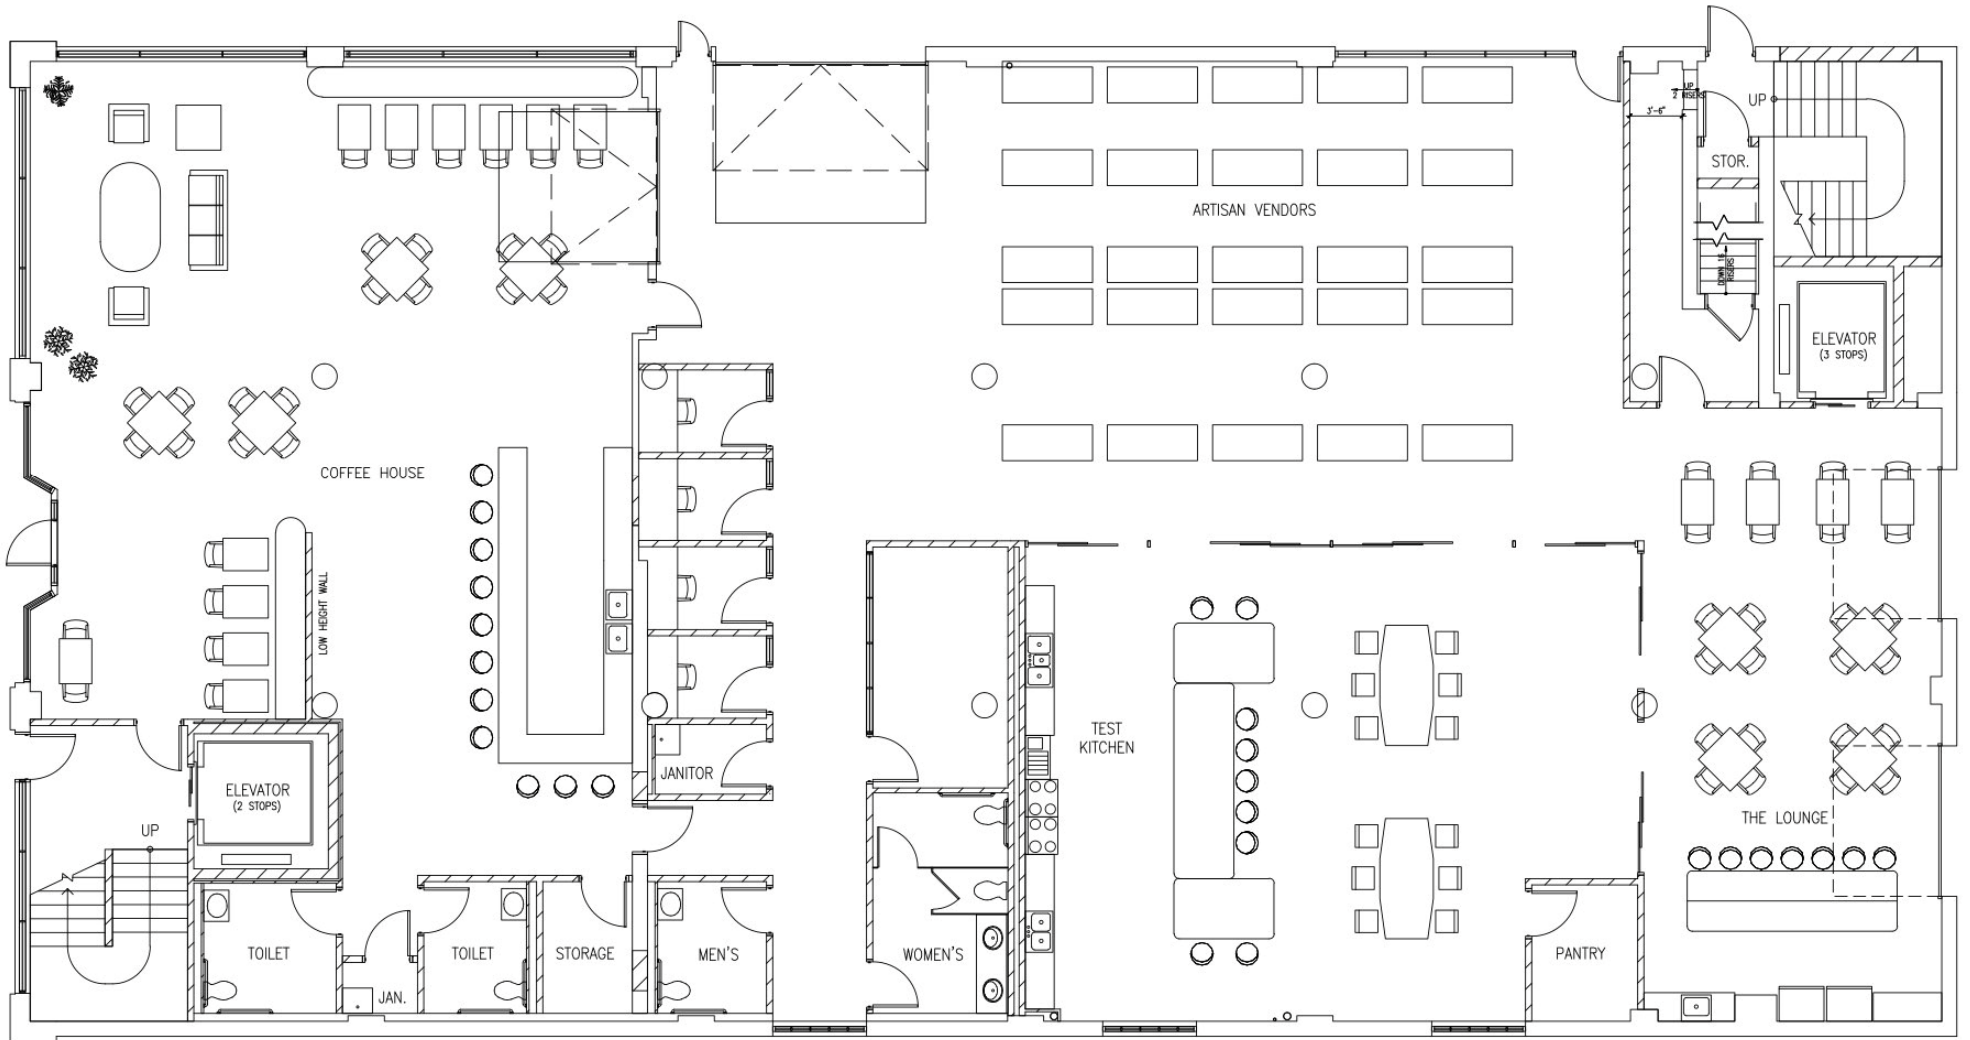 UP
2 RISERS
3'-6"
UP
STOR.
ARTISAN VENDORS
DOWN 16
RISERS
ELEVATOR
(3 STOPS)
COFFEE HOUSE
LOW HEIGHT WALL
TEST
KITCHEN
JANITOR
ELEVATOR
(2 STOPS)
THE LOUNGE
UP
TOILET
TOILET
STORAGE
MEN'S
WOMEN'S
PANTRY
JAN.